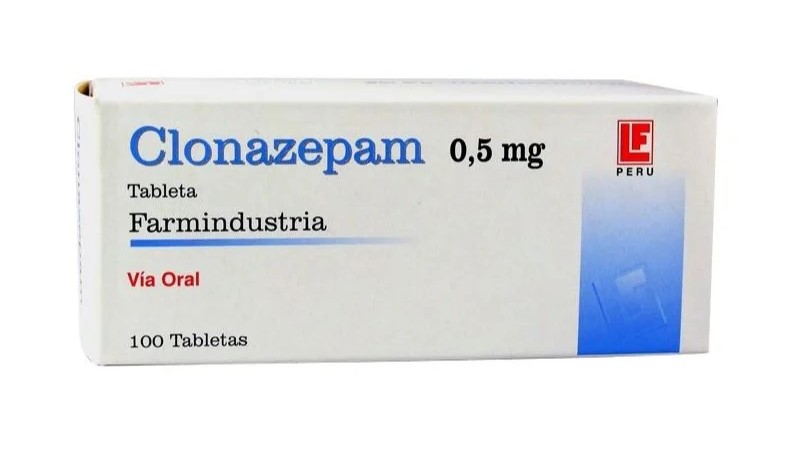 Clonazepam 0,5 mg
LF
PERU
Tableta
Farmindustria
Vía Oral
100 Tabletas